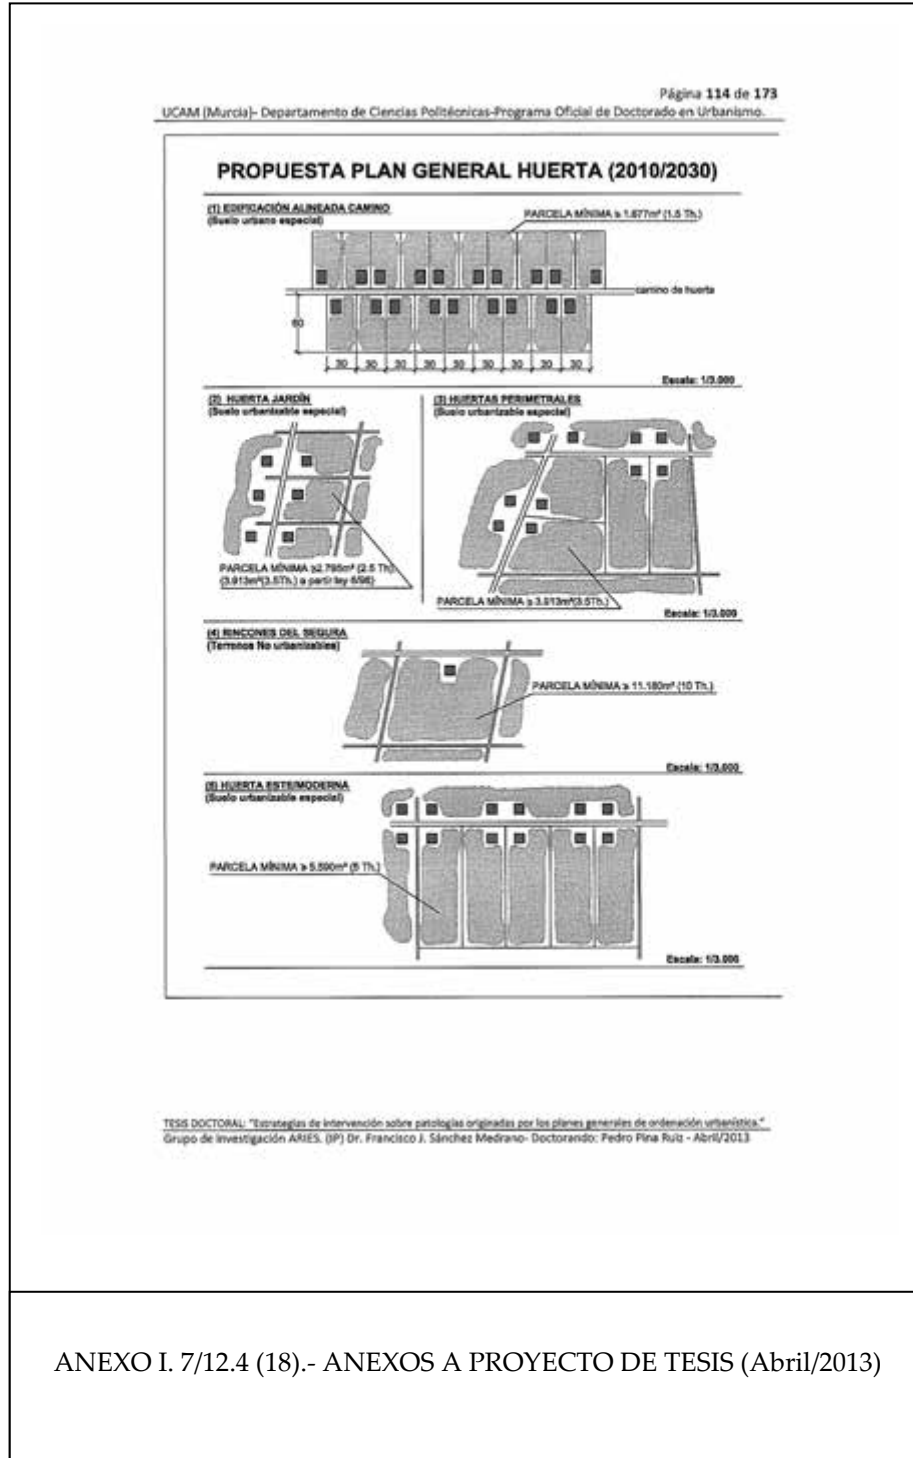 Página 114 de 173
UCAM (Murcia)- Departamento de Ciencias Politécnicas-Programa Oficial de Doctorado en Urbanismo.
PROPUESTA PLAN GENERAL HUERTA (2010/2030)
(1) EDIFICACIÓN ALINEADA CAMINO
(Suelo urbano especial)
PARCELA MÍNIMA ≥ 1.677m² (1.5 Th.)
camino de huerta
60
30 30 30 30 30 30 30 30 30
Escala: 1/3.000
(2) HUERTA JARDÍN
(Suelo urbanizable especial)
PARCELA MÍNIMA ≥2.795m² (2.5 Th)
(3.913m²(3.5Th.) a partir ley 6/98)
(3) HUERTAS PERIMETRALES
(Suelo urbanizable especial)
PARCELA MÍNIMA ≥ 3.913m²(3.5Th.)
Escala: 1/3.000
(4) RINCONES DEL SEGURA
(Terrenos No urbanizables)
PARCELA MÍNIMA ≥ 11.180m² (10 Th.)
Escala: 1/3.000
(5) HUERTA ESTE/MODERNA
(Suelo urbanizable especial)
PARCELA MÍNIMA ≥ 5.590m² (5 Th.)
Escala: 1/3.000
TESIS DOCTORAL: "Estrategias de intervención sobre patologías originadas por los planes generales de ordenación urbanística."
Grupo de investigación ARIES. (IP) Dr. Francisco J. Sánchez Medrano- Doctorando: Pedro Pina Ruiz - Abril/2013
ANEXO I. 7/12.4 (18).- ANEXOS A PROYECTO DE TESIS (Abril/2013)